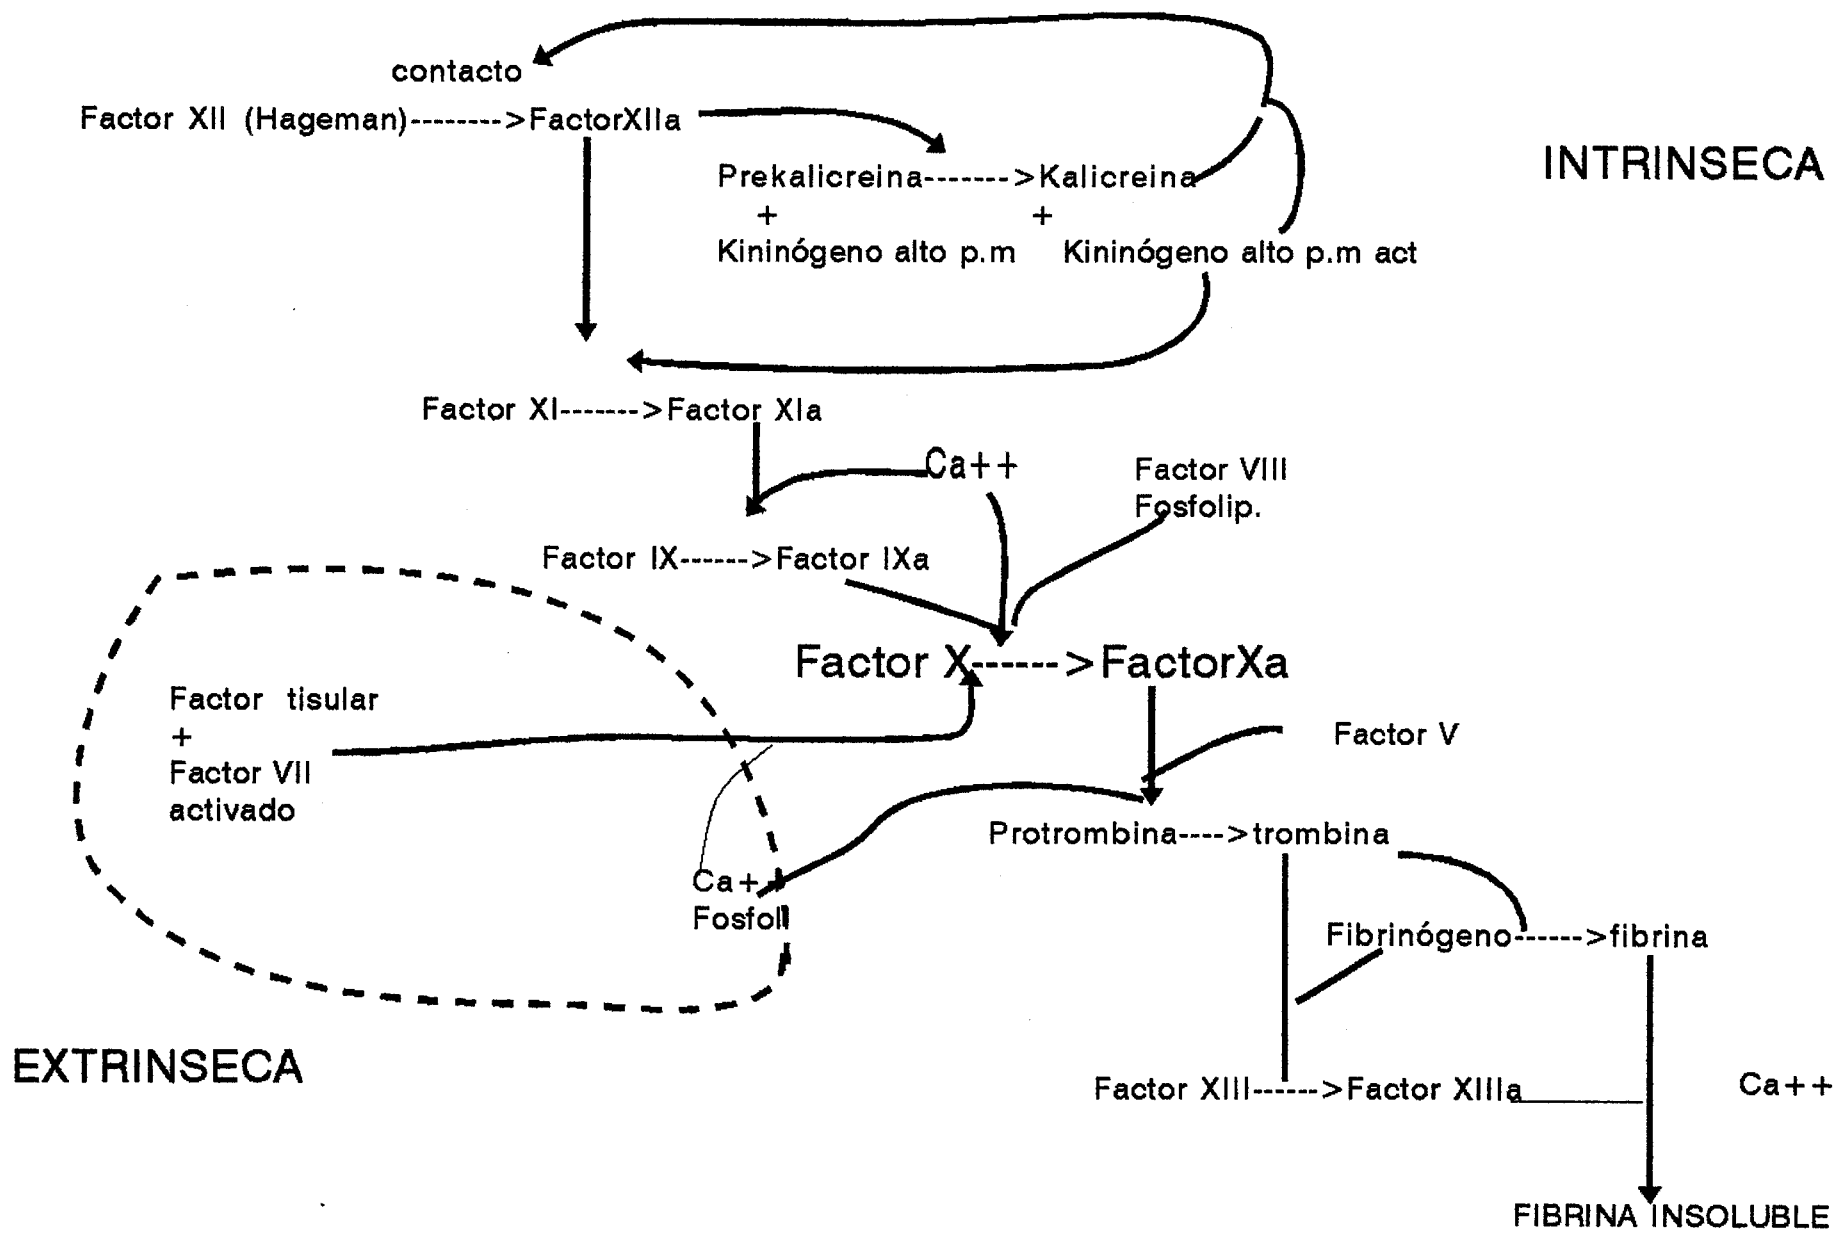 contacto
Factor XII (Hageman)-------->FactorXIIa
INTRINSECA
Prekalicreina------->Kalicreina
+ +
Kininógeno alto p.m Kininógeno alto p.m act
Factor XI------->Factor XIa
Ca++
Factor VIII
Fosfolip.
Factor IX------>Factor IXa
Factor X------>FactorXa
Factor tisular
+
Factor VII
activado
Factor V
Protrombina---->trombina
Ca++
Fosfol
Fibrinógeno------>fibrina
EXTRINSECA
Factor XIII------>Factor XIIIa
Ca++
FIBRINA INSOLUBLE